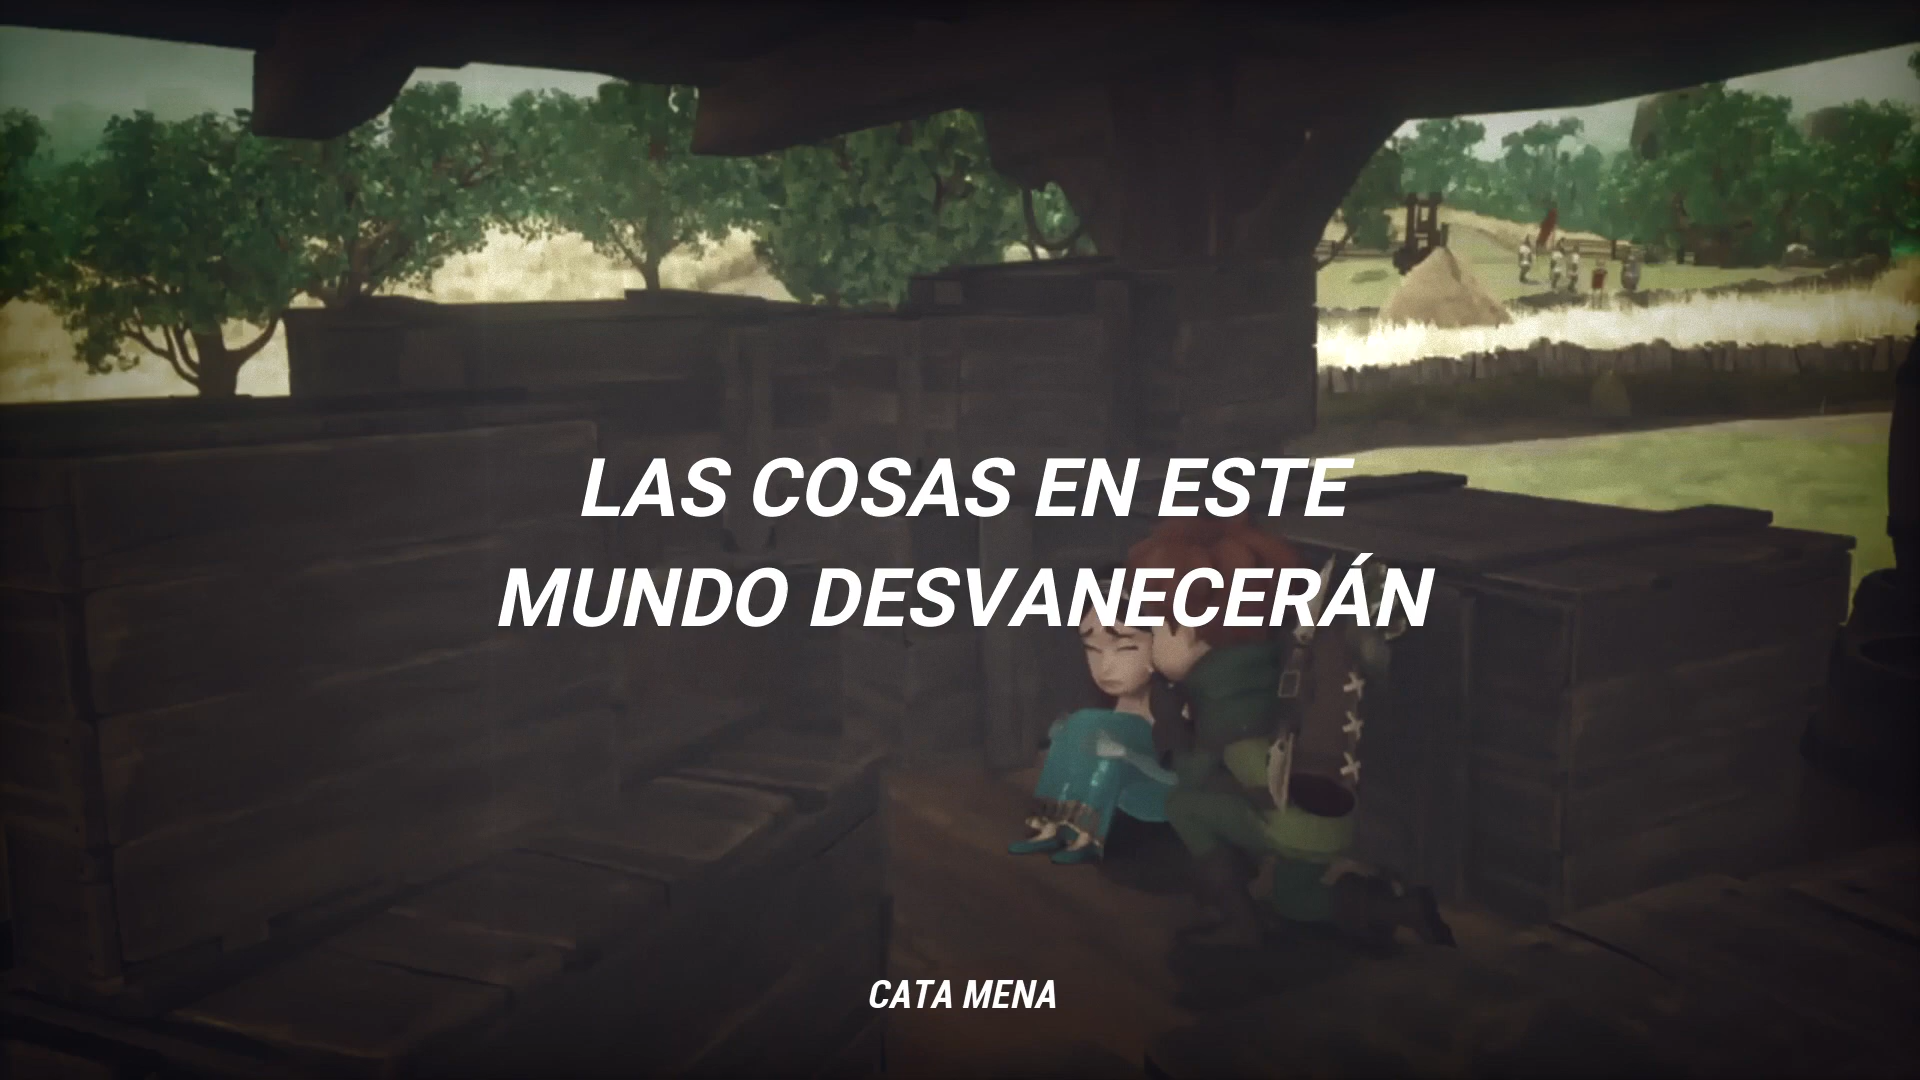 LAS COSAS EN ESTE
MUNDO DESVANECERÁN
CATA MENA